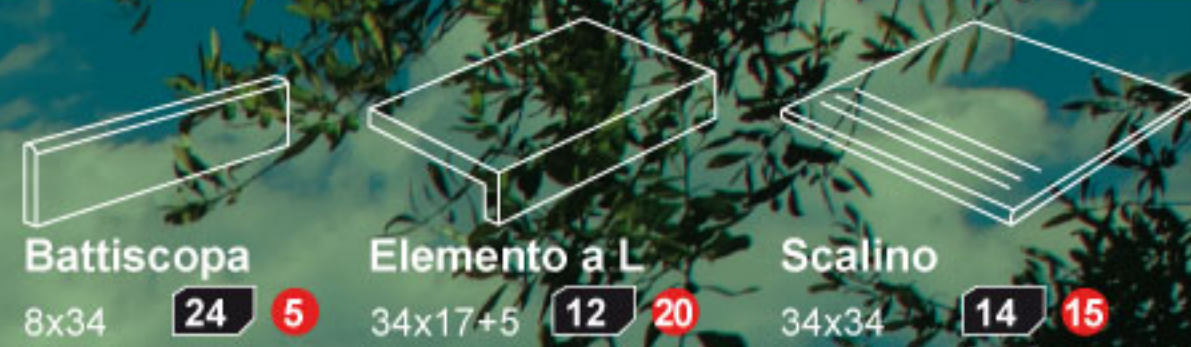 Battiscopa
8x34 24 5
Elemento a L
34x17+5 12 20
Scalino
34x34 14 15